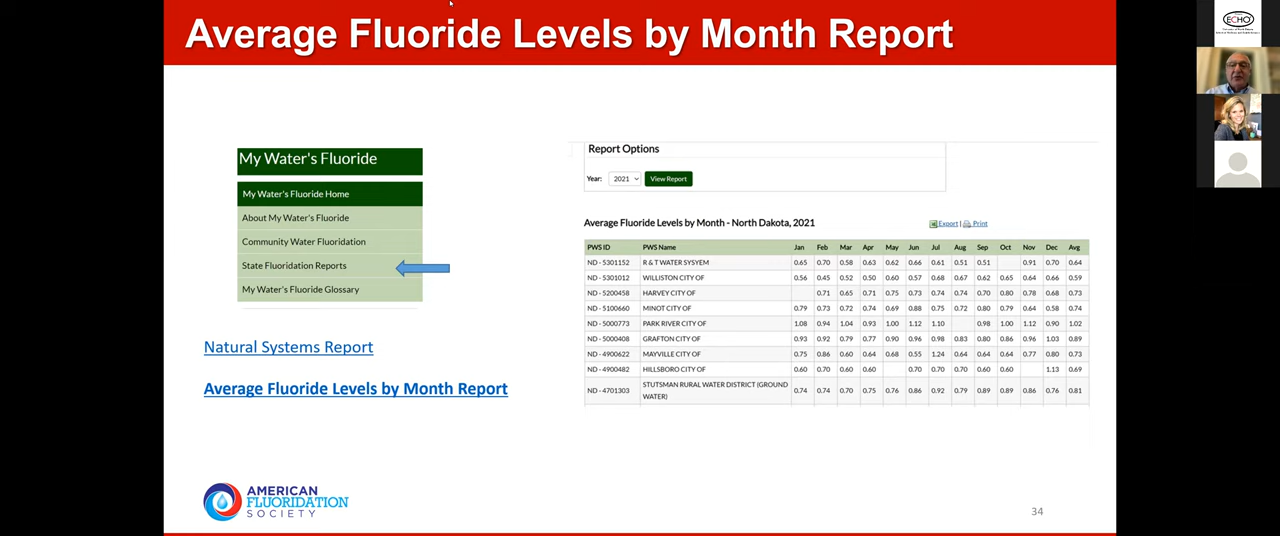 Average Fluoride Levels by Month Report
My Water's Fluoride
My Water's Fluoride Home
About My Water's Fluoride
Community Water Fluoridation
State Fluoridation Reports
My Water's Fluoride Glossary
Natural Systems Report
Average Fluoride Levels by Month Report
Report Options
Year: 2021 View Report
Average Fluoride Levels by Month - North Dakota, 2021 Export | Print
PWS ID PWS Name Jan Feb Mar Apr May Jun Jul Aug Sep Oct Nov Dec Avg
ND - 5301152 R & T WATER SYSYEM 0.65 0.70 0.58 0.63 0.62 0.66 0.61 0.51 0.51 0.91 0.70 0.64
ND - 5301012 WILLISTON CITY OF 0.56 0.45 0.52 0.50 0.60 0.57 0.68 0.67 0.62 0.65 0.64 0.66 0.59
ND - 5200458 HARVEY CITY OF 0.71 0.65 0.71 0.75 0.73 0.74 0.74 0.70 0.80 0.78 0.68 0.73
ND - 5100660 MINOT CITY OF 0.79 0.73 0.72 0.74 0.69 0.88 0.75 0.72 0.80 0.79 0.64 0.58 0.74
ND - 5000773 PARK RIVER CITY OF 1.08 0.94 1.04 0.93 1.00 1.12 1.10 0.98 1.00 1.12 0.90 1.02
ND - 5000408 GRAFTON CITY OF 0.93 0.92 0.79 0.77 0.90 0.96 0.98 0.83 0.80 0.86 0.96 1.03 0.89
ND - 4900622 MAYVILLE CITY OF 0.75 0.86 0.60 0.64 0.68 0.55 1.24 0.64 0.64 0.64 0.77 0.80 0.73
ND - 4900482 HILLSBORO CITY OF 0.60 0.70 0.60 0.60 0.70 0.70 0.70 0.60 0.60 1.13 0.69
ND - 4701303 STUTSMAN RURAL WATER DISTRICT (GROUND WATER) 0.74 0.74 0.70 0.75 0.76 0.86 0.92 0.79 0.89 0.89 0.86 0.76 0.81
AMERICAN
FLUORIDATION
SOCIETY
34
ECHO